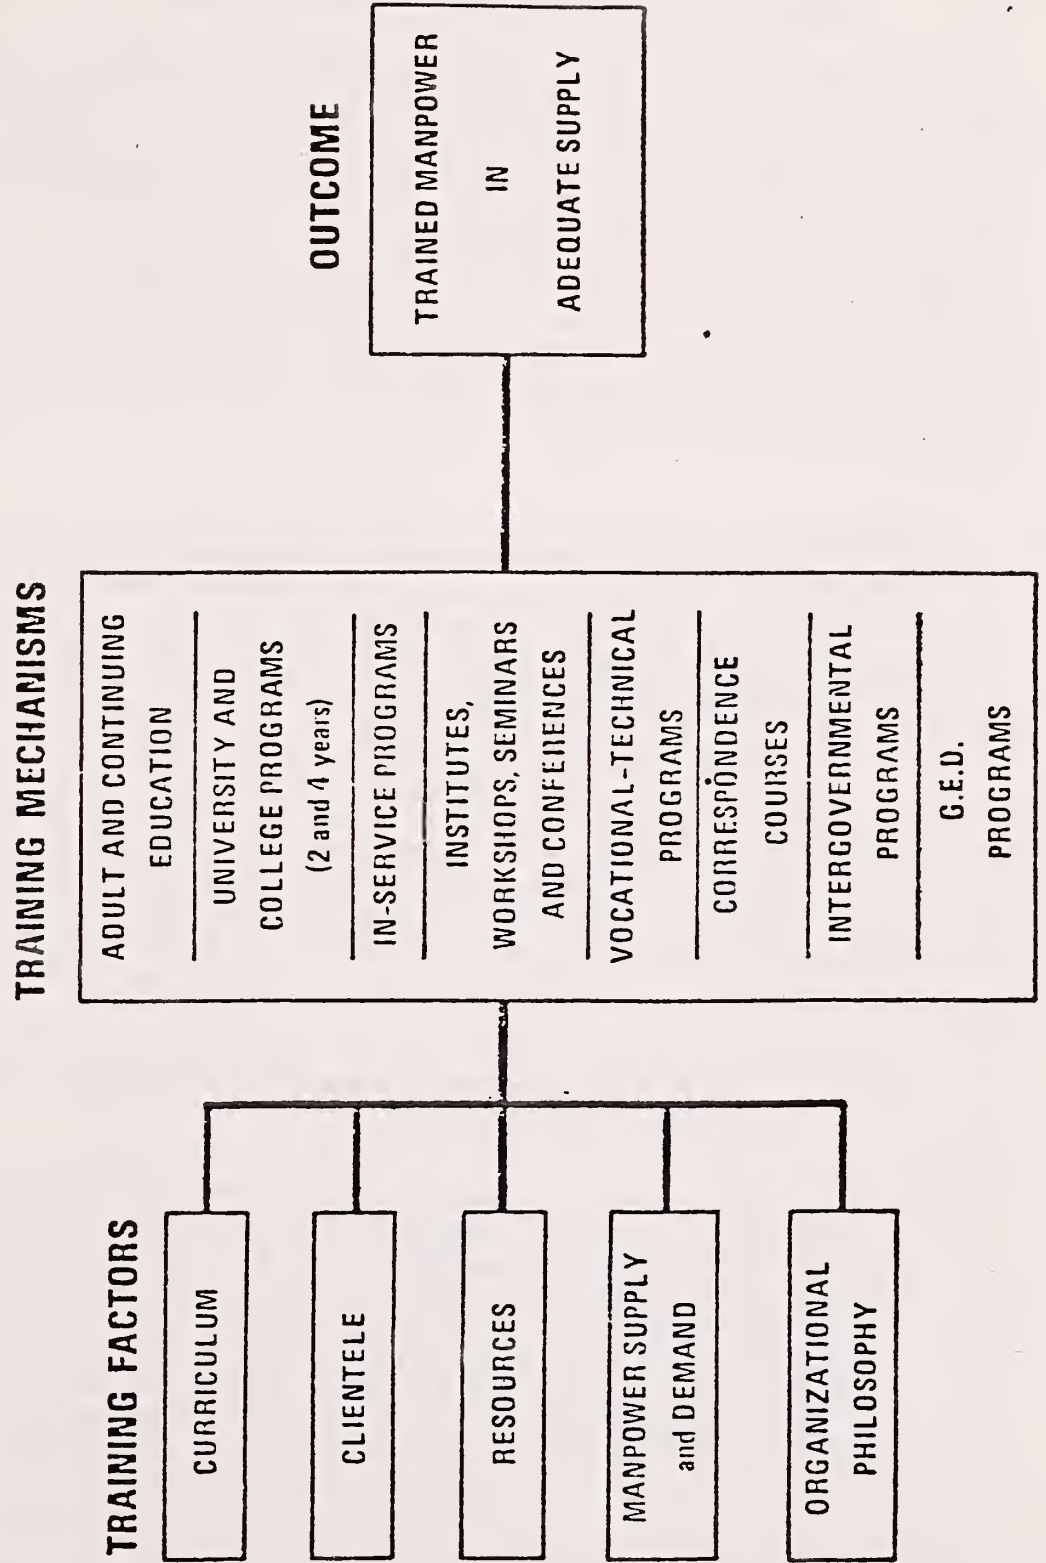 TRAINING FACTORS
CURRICULUM
CLIENTELE
RESOURCES
MANPOWER SUPPLY
and DEMAND
ORGANIZATIONAL
PHILOSOPHY
TRAINING MECHANISMS
ADULT AND CONTINUING
EDUCATION
UNIVERSITY AND
COLLEGE PROGRAMS
(2 and 4 years)
IN-SERVICE PROGRAMS
INSTITUTES,
WORKSHOPS, SEMINARS
AND CONFERENCES
VOCATIONAL-TECHNICAL
PROGRAMS
CORRESPONDENCE
COURSES
INTERGOVERNMENTAL
PROGRAMS
G.E.D.
PROGRAMS
OUTCOME
TRAINED MANPOWER
IN
ADEQUATE SUPPLY